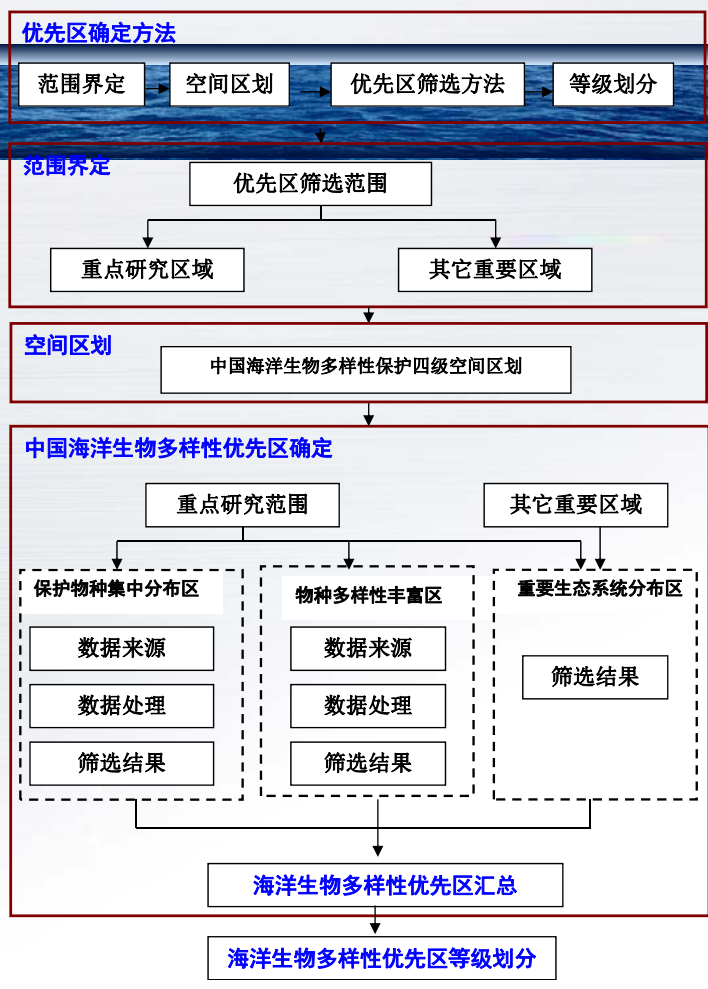 优先区确定方法
范围界定
空间区划
优先区筛选方法
等级划分
范围界定
优先区筛选范围
重点研究区域
其它重要区域
空间区划
中国海洋生物多样性保护四级空间区划
中国海洋生物多样性优先区确定
重点研究范围
其它重要区域
保护物种集中分布区
数据来源
数据处理
筛选结果
物种多样性丰富区
数据来源
数据处理
筛选结果
重要生态系统分布区
筛选结果
海洋生物多样性优先区汇总
海洋生物多样性优先区等级划分